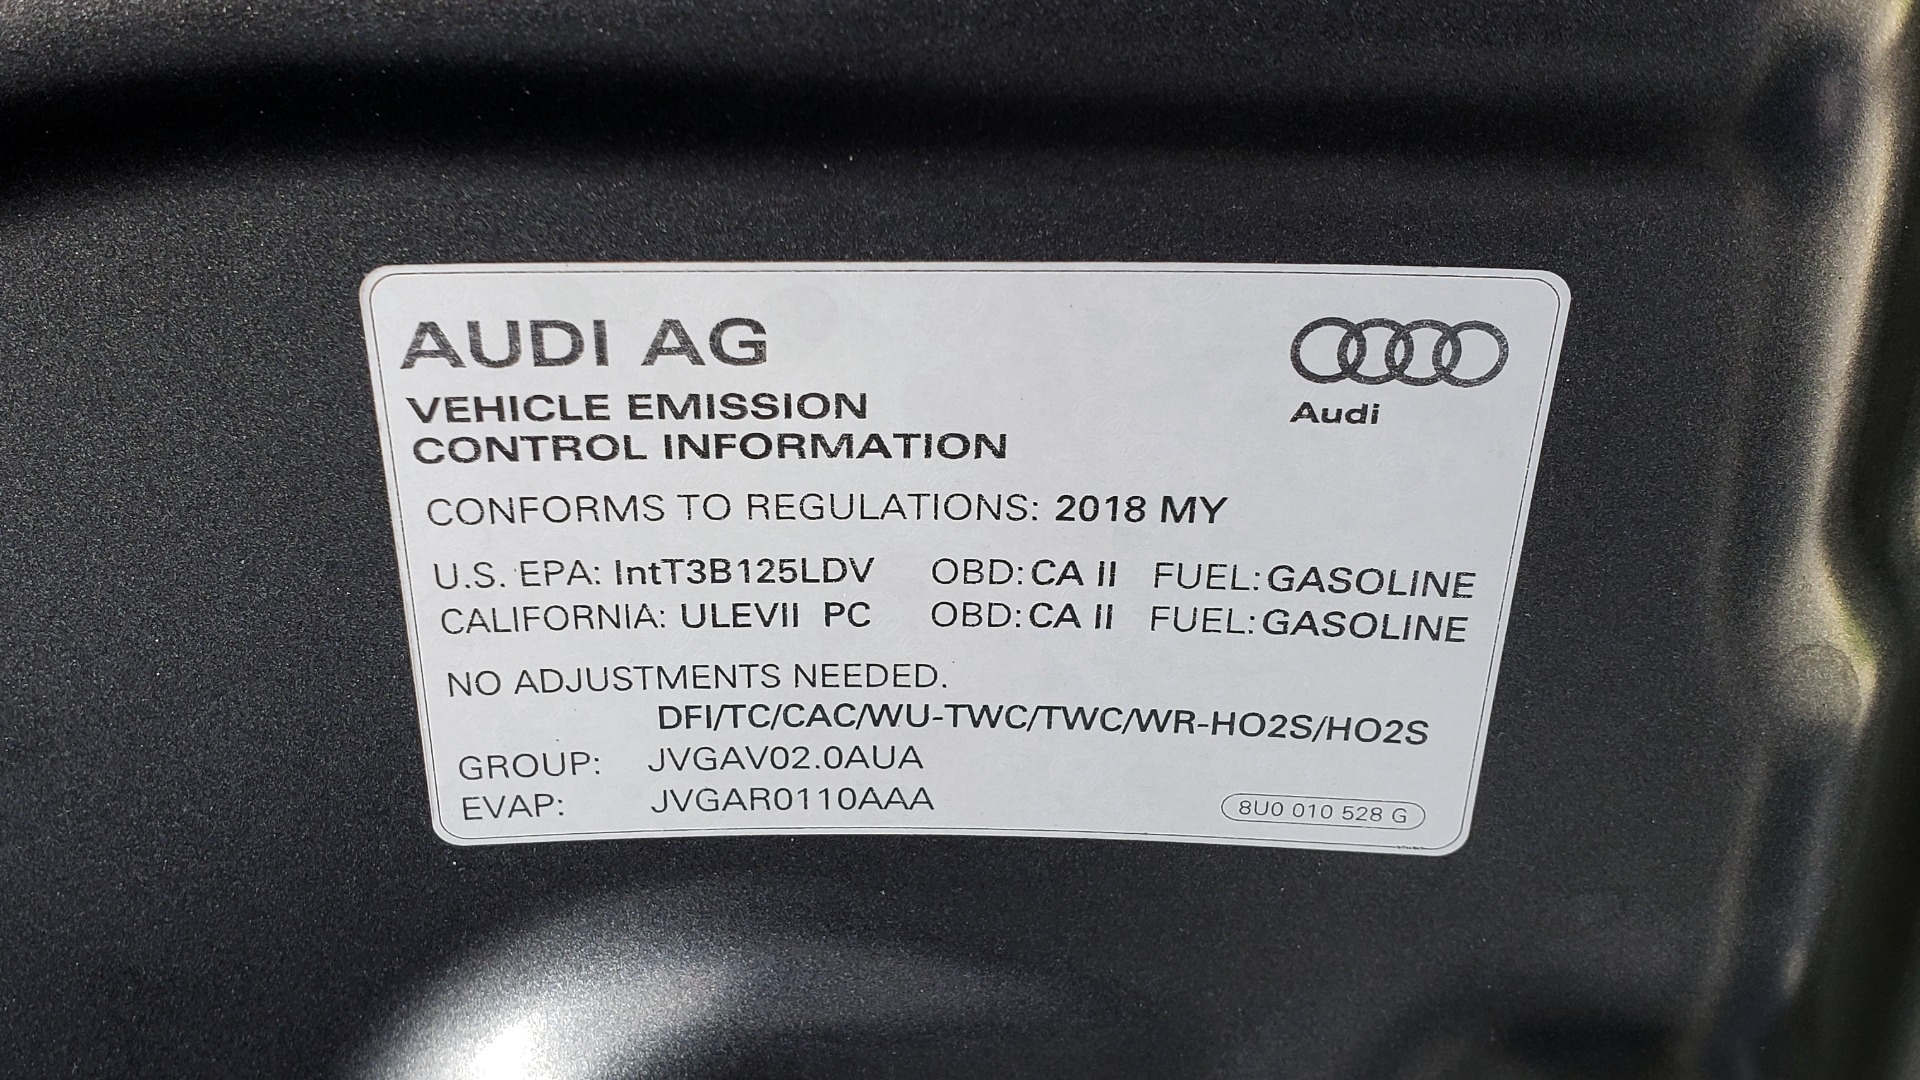 AUDI AG
Audi
VEHICLE EMISSION
CONTROL INFORMATION
CONFORMS TO REGULATIONS: 2018 MY
U.S. EPA: IntT3B125LDV OBD: CA II FUEL: GASOLINE
CALIFORNIA: ULEVII PC OBD: CA II FUEL: GASOLINE
NO ADJUSTMENTS NEEDED.
DFI/TC/CAC/WU-TWC/TWC/WR-HO2S/HO2S
GROUP: JVGAV02.0AUA
EVAP: JVGAR0110AAA
8U0 010 528 G